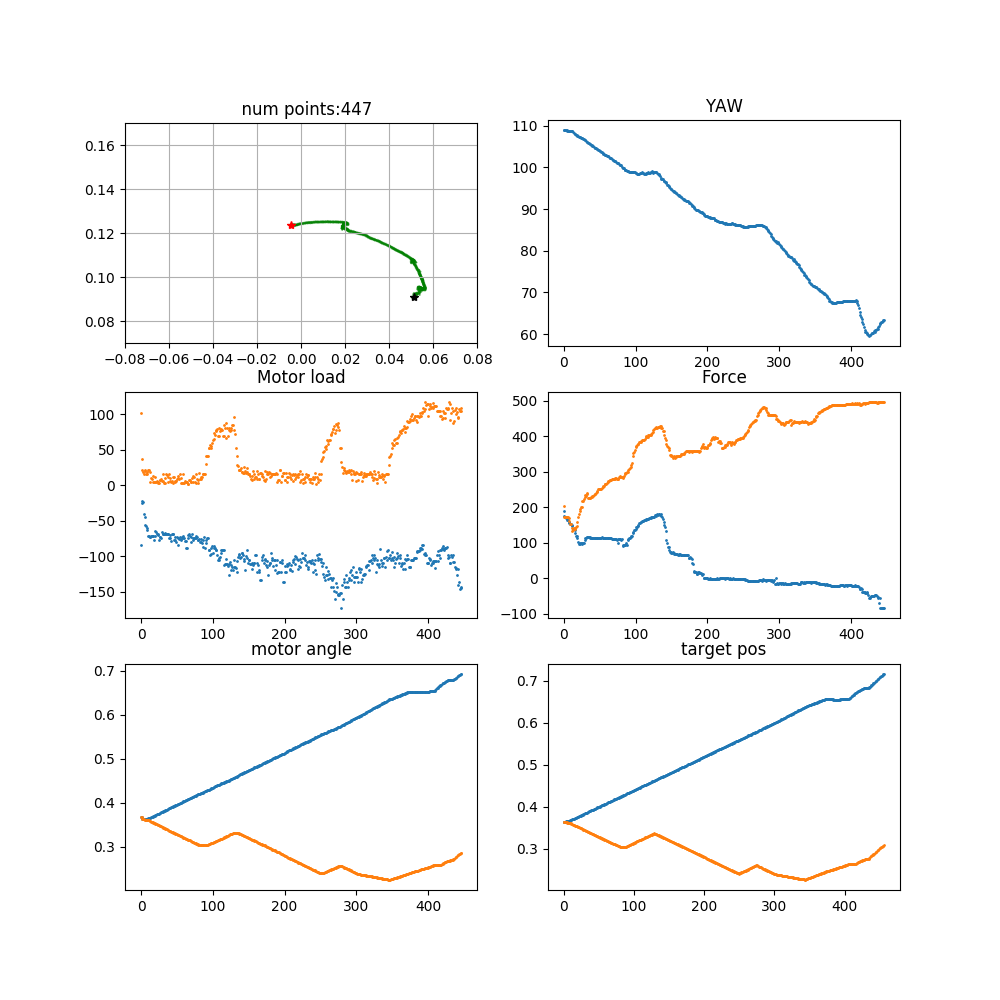 num points:447
0.16
0.14
0.12
0.10
0.08
−0.08 −0.06 −0.04 −0.02 0.00 0.02 0.04 0.06 0.08
YAW
110
100
90
80
70
60
0 100 200 300 400
Motor load
100
50
0
−50
−100
−150
0 100 200 300 400
Force
500
400
300
200
100
0
−100
0 100 200 300 400
motor angle
0.7
0.6
0.5
0.4
0.3
0 100 200 300 400
target pos
0.7
0.6
0.5
0.4
0.3
0 100 200 300 400